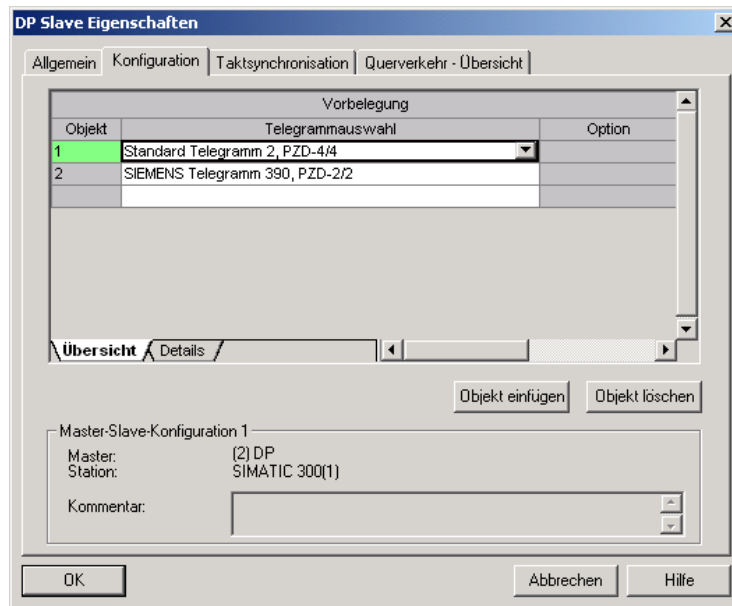 DP Slave Eigenschaften
Allgemein Konfiguration Taktsynchronisation Querverkehr - Übersicht
Vorbelegung
Objekt Telegrammauswahl Option
1 Standard Telegramm 2, PZD-4/4
2 SIEMENS Telegramm 390, PZD-2/2
Übersicht Details
Objekt einfügen Objekt löschen
Master-Slave-Konfiguration 1
Master: (2) DP
Station: SIMATIC 300(1)
Kommentar:
OK Abbrechen Hilfe